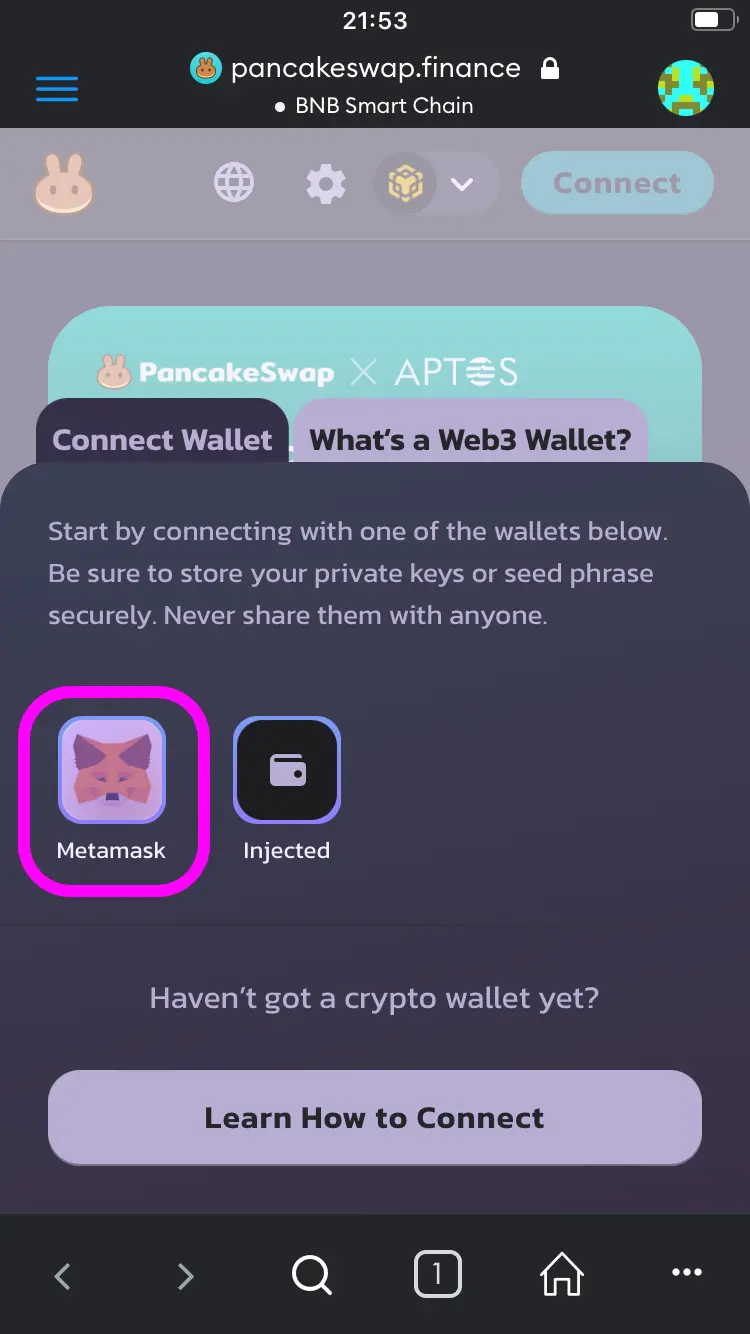 21:53
pancakeswap.finance
BNB Smart Chain
Connect
PancakeSwap APTOS
Connect Wallet What's a Web3 Wallet?
Start by connecting with one of the wallets below.
Be sure to store your private keys or seed phrase
securely. Never share them with anyone.
Metamask Injected
Haven't got a crypto wallet yet?
Learn How to Connect
1